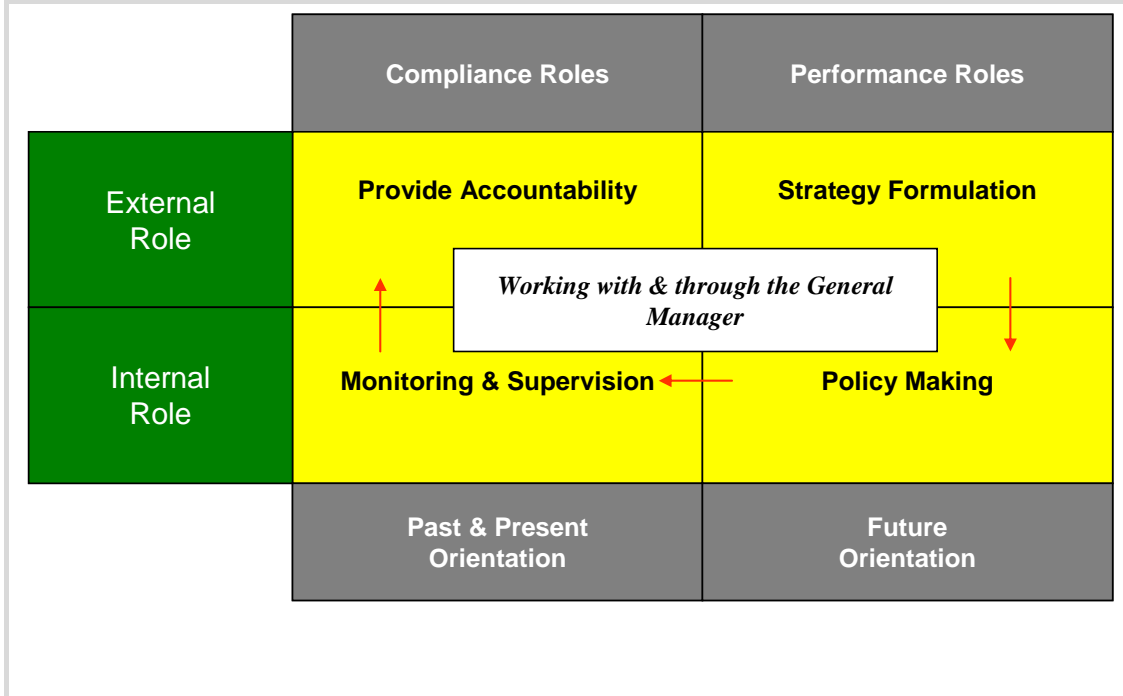 Compliance Roles
Performance Roles
External
Role
Provide Accountability
Strategy Formulation
Working with & through the General
Manager
Internal
Role
Monitoring & Supervision
Policy Making
Past & Present
Orientation
Future
Orientation